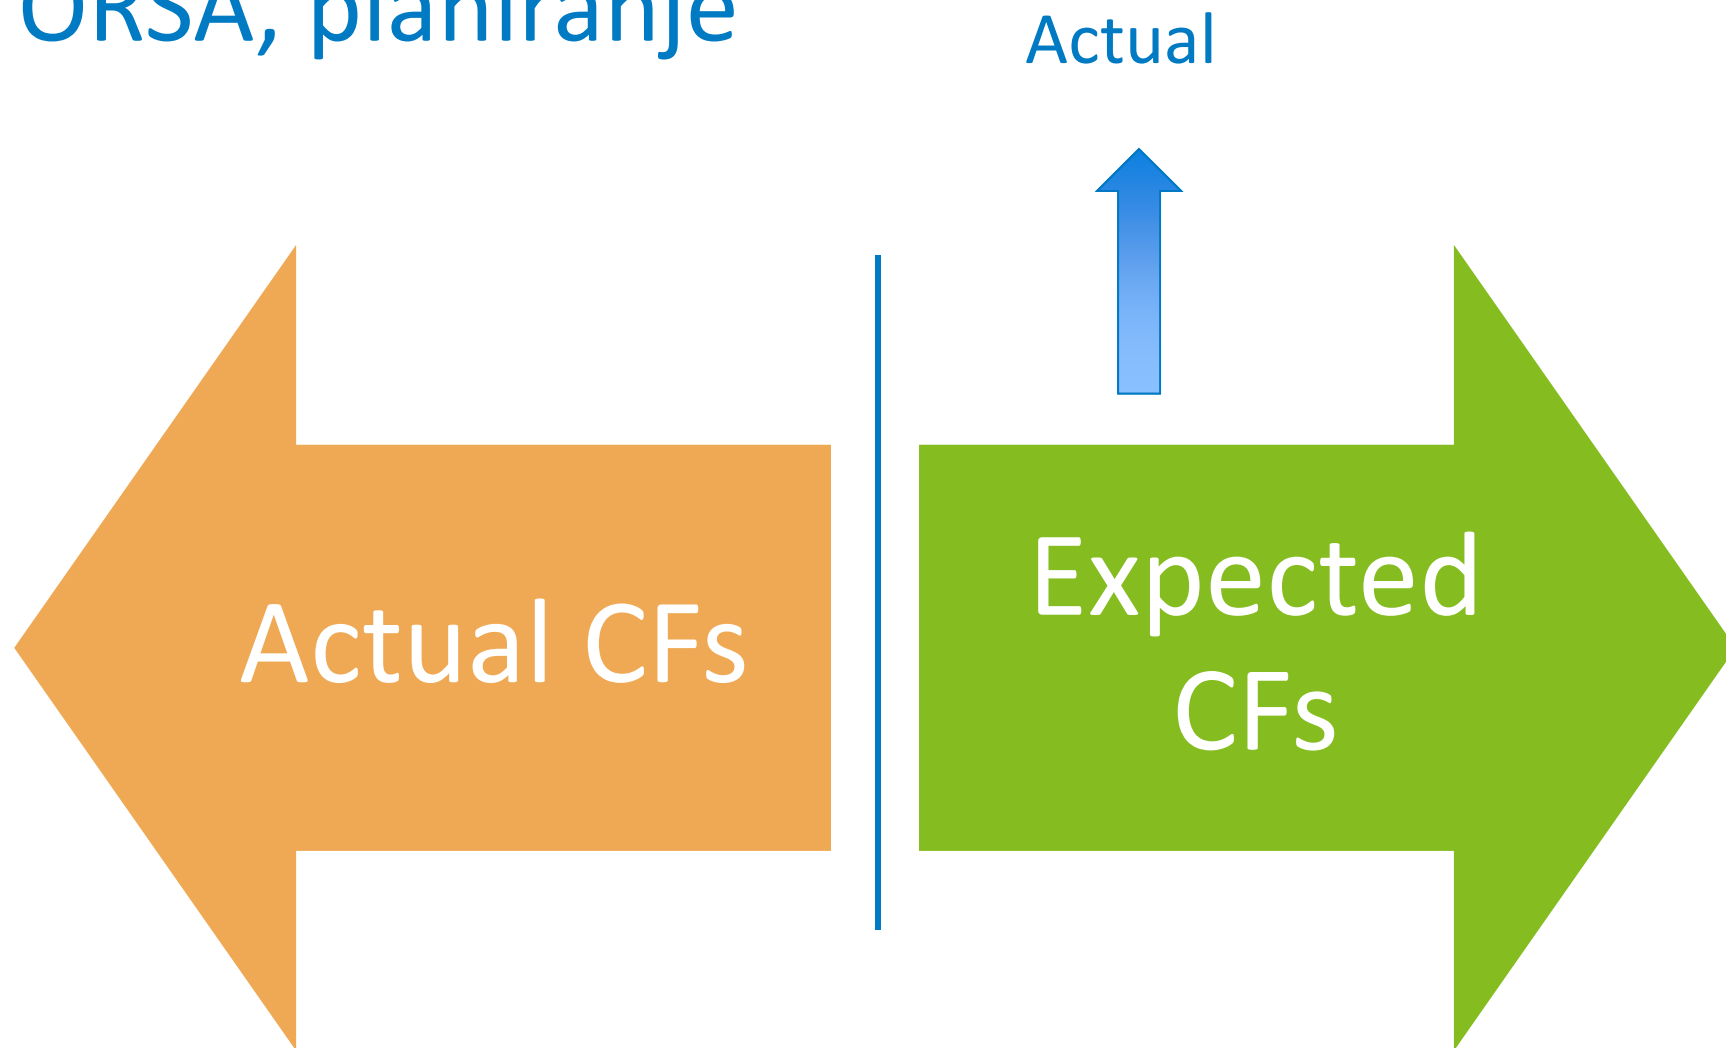 ORSA, planiranje
Actual
Actual CFs
Expected
CFs